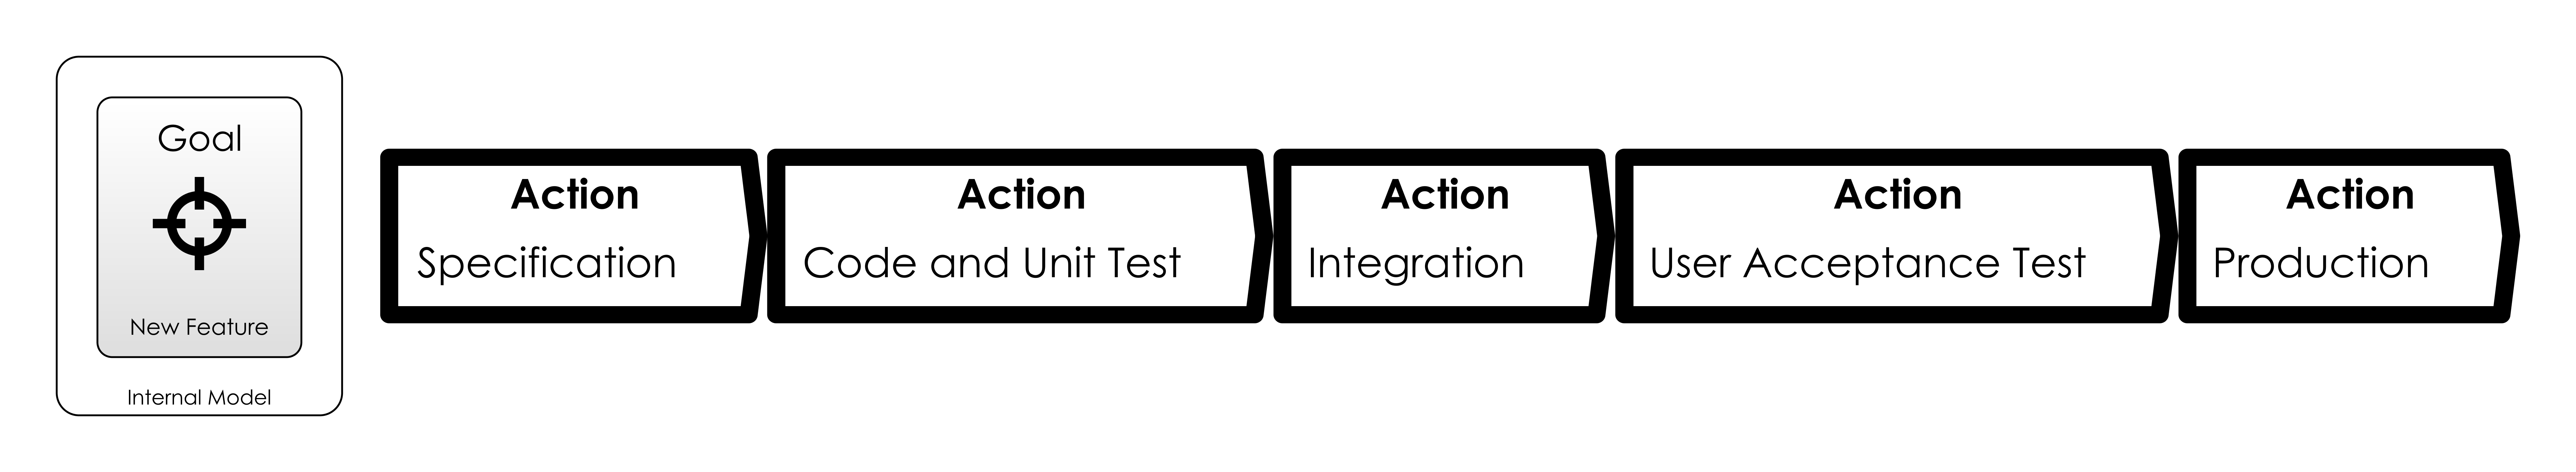 Goal
New Feature
Internal Model
Action
Specification
Action
Code and Unit Test
Action
Integration
Action
User Acceptance Test
Action
Production